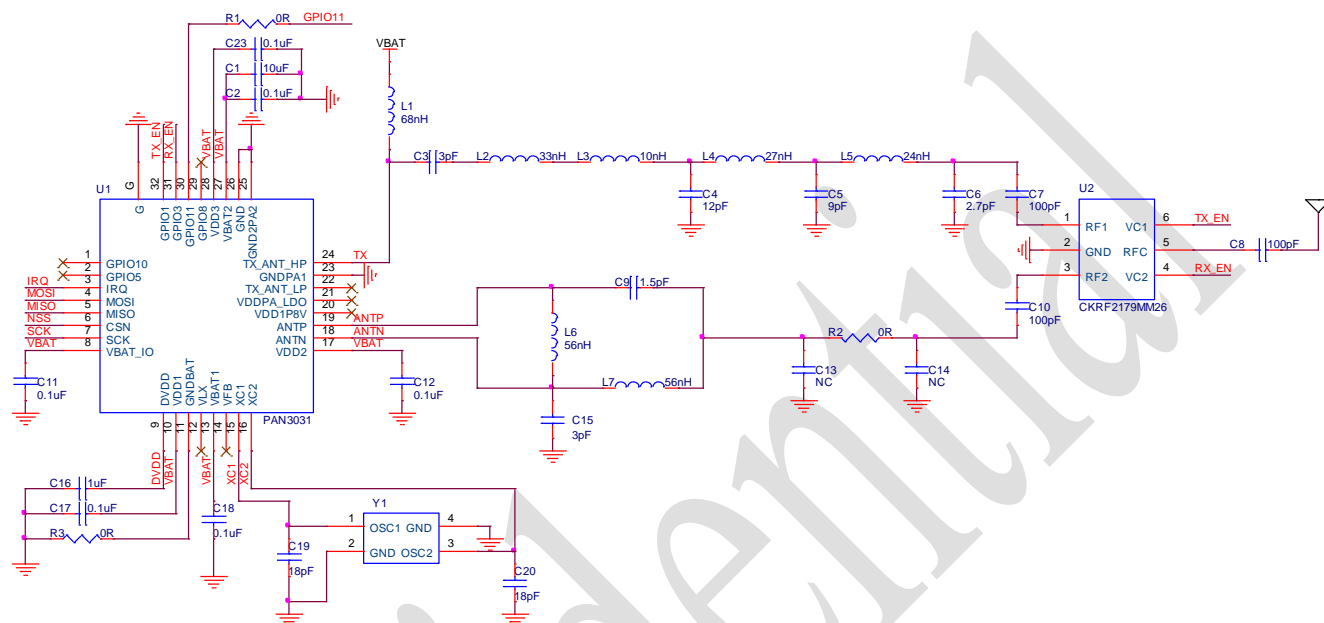 R1 0R GPIO11
C23 0.1uF
C1 10uF
C2 0.1uF
VBAT
L1
68nH
TX_EN
RX_EN
VBAT
VBAT
C3 3pF L2 33nH L3 10nH L4 27nH L5 24nH
C4
12pF
C5
9pF
C6
2.7pF
C7
100pF
U1
G 32 31 30 29 28 27 26 25
G GPIO1 GPIO3 GPIO11 GPIO8 VDD3 VBAT2 GND GND2PA2
1 GPIO10
2 GPIO5
IRQ 3 IRQ
MOSI 4 MOSI
MISO 5 MISO
NSS 6 CSN
SCK 7 SCK
VBAT 8 VBAT_IO
TX_ANT_HP 24 TX
GNDPA1 23
TX_ANT_LP 22
VDDPA_LDO 21
VDD1P8V 20
ANTP 19 ANTP
ANTN 18 ANTN
VDD2 17 VBAT
DVDD VDD1 GNDBAT VLX VBAT1 VFB XC1 XC2
PAN3031
9 10 11 12 13 14 15 16
DVDD
VBAT
VBAT
XC1
XC2
U2
1 RF1 VC1 6 TX_EN
2 GND RFC 5
3 RF2 VC2 4 RX_EN
CKRF2179MM26
C8 100pF
C9 1.5pF
L6
56nH
L7 56nH
C10
100pF
R2 0R
C13
NC
C14
NC
C15
3pF
C11
0.1uF
C12
0.1uF
C16 1uF
C17 0.1uF
R3 0R
C18
0.1uF
C19
18pF
Y1
1 OSC1 GND 4
2 GND OSC2 3
C20
18pF